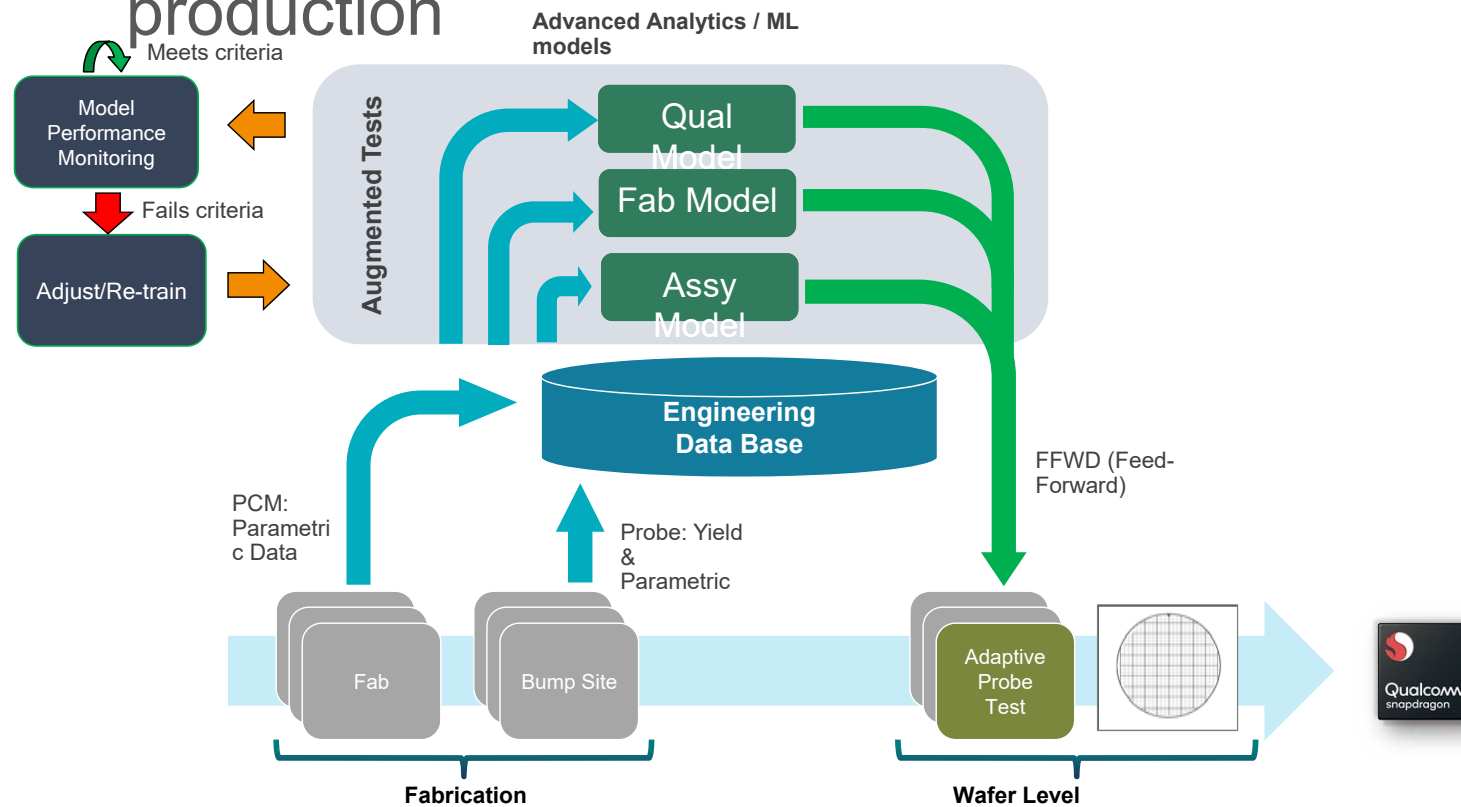 production
Advanced Analytics / ML
models
Meets criteria
Model
Performance
Monitoring
Fails criteria
Adjust/Re-train
Augmented Tests
Qual
Model
Fab Model
Assy
Model
Engineering
Data Base
FFWD (Feed-
Forward)
PCM:
Parametri
c Data
Probe: Yield
&
Parametric
Fab
Bump Site
Adaptive
Probe
Test
Qualcomm
snapdragon
Fabrication
Wafer Level